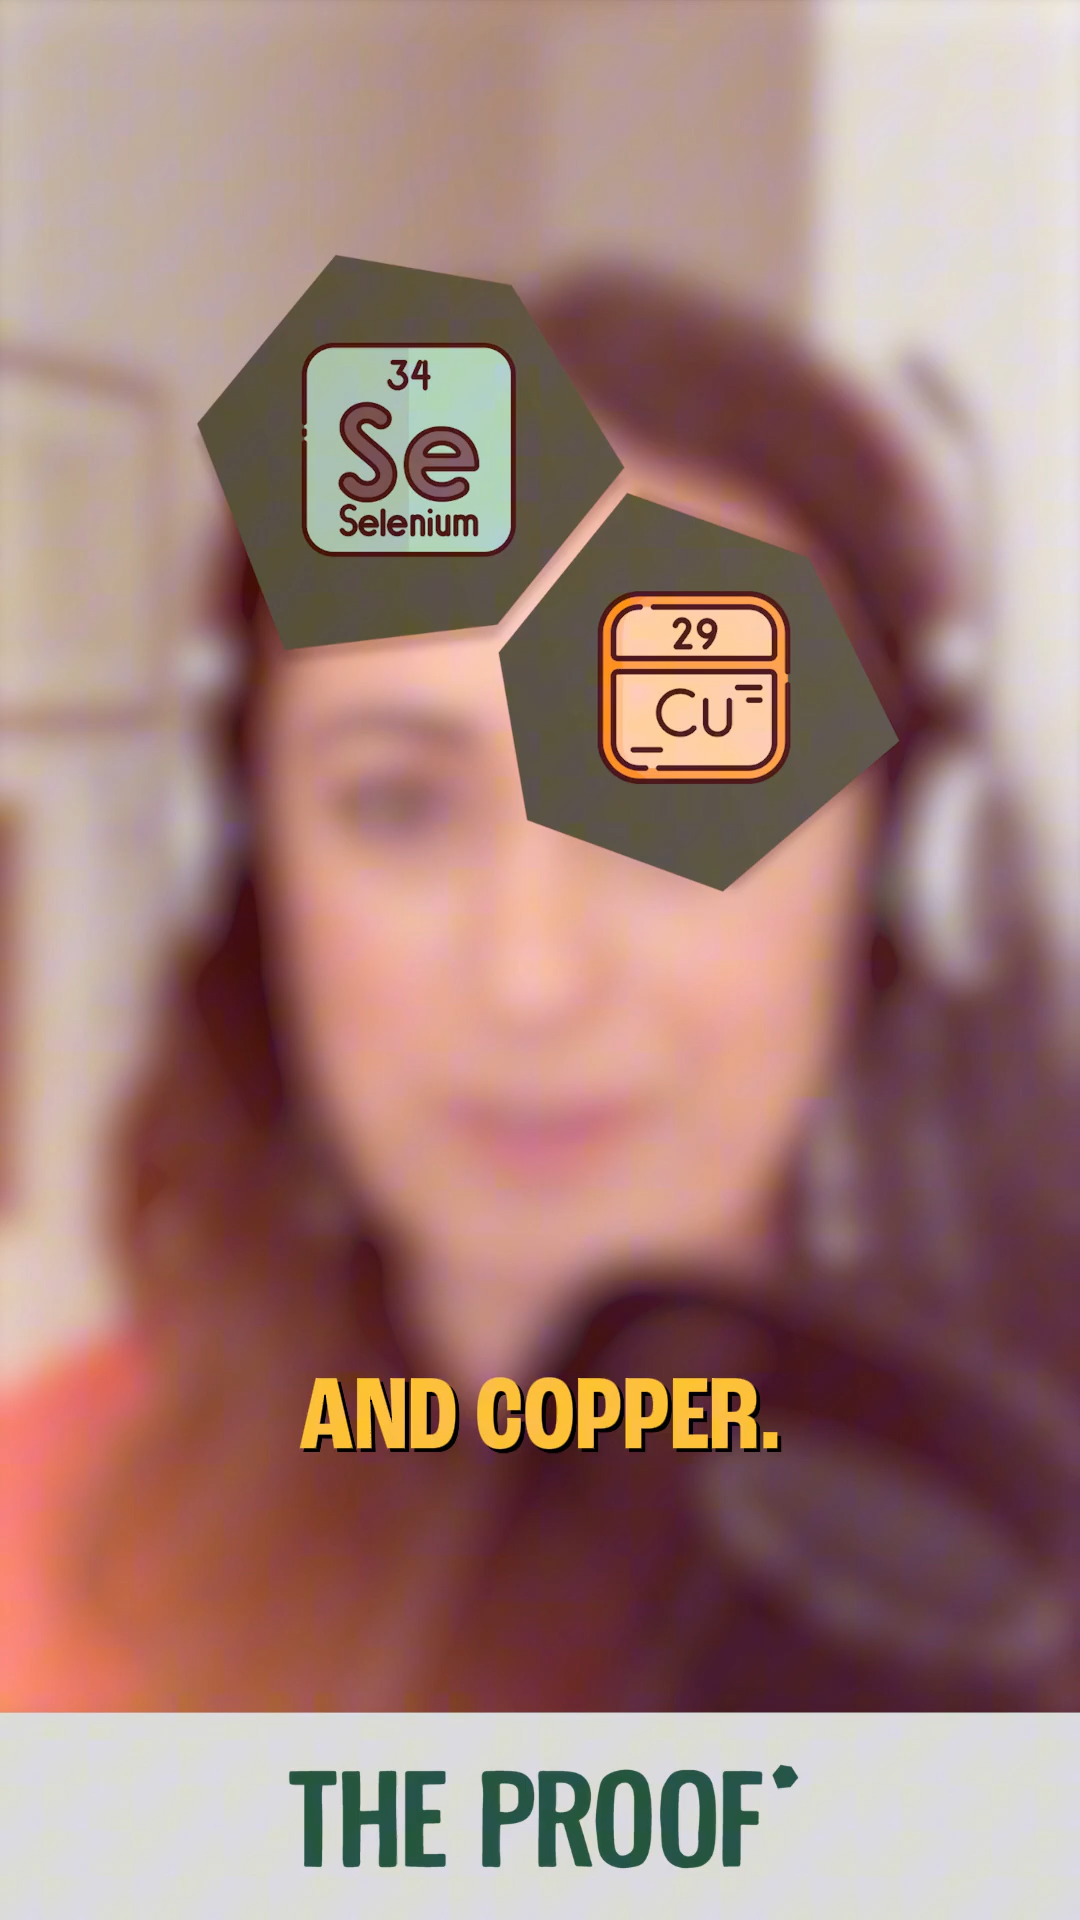 34
Se
Selenium
29
Cu
AND COPPER.
THE PROOF